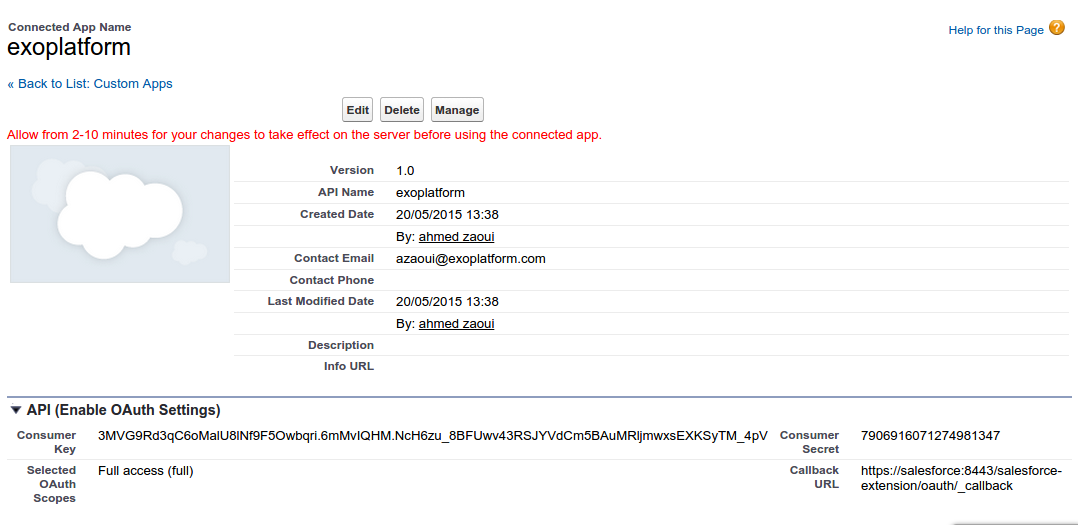 Connected App Name
exoplatform
Help for this Page ?
« Back to List: Custom Apps
Edit Delete Manage
Allow from 2-10 minutes for your changes to take effect on the server before using the connected app.
Version 1.0
API Name exoplatform
Created Date 20/05/2015 13:38
By: ahmed zaoui
Contact Email azaoui@exoplatform.com
Contact Phone
Last Modified Date 20/05/2015 13:38
By: ahmed zaoui
Description
Info URL
API (Enable OAuth Settings)
Consumer Key 3MVG9Rd3qC6oMalU8lNf9F5Owbqri.6mMvIQHM.NcH6zu_8BFUwv43RSJYVdCm5BAuMRljmwxsEXKSyTM_4pV Consumer Secret 7906916071274981347
Selected OAuth Scopes Full access (full) Callback URL https://salesforce:8443/salesforce-
extension/oauth/_callback